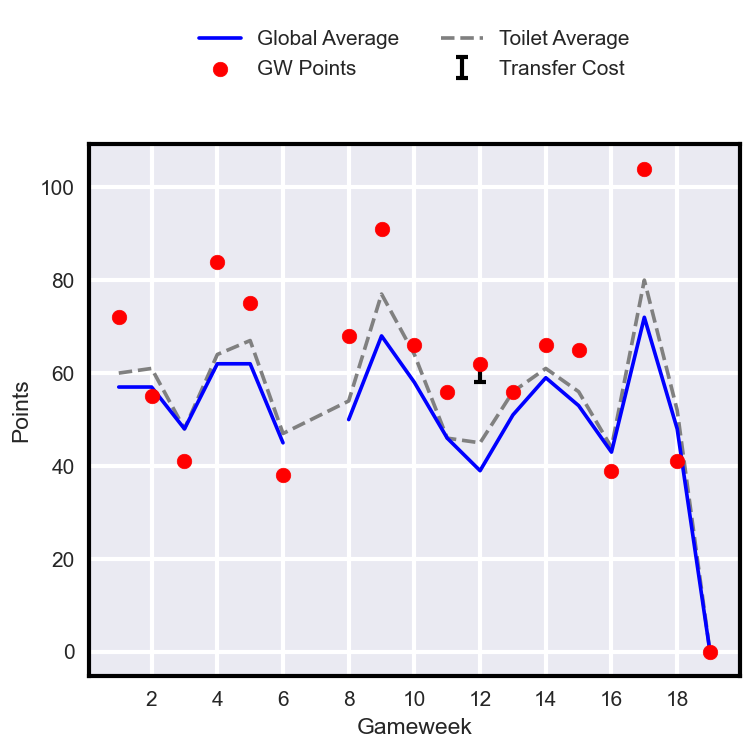 Global Average
Toilet Average
GW Points
Transfer Cost
100
80
60
40
20
0
Points
2 4 6 8 10 12 14 16 18
Gameweek